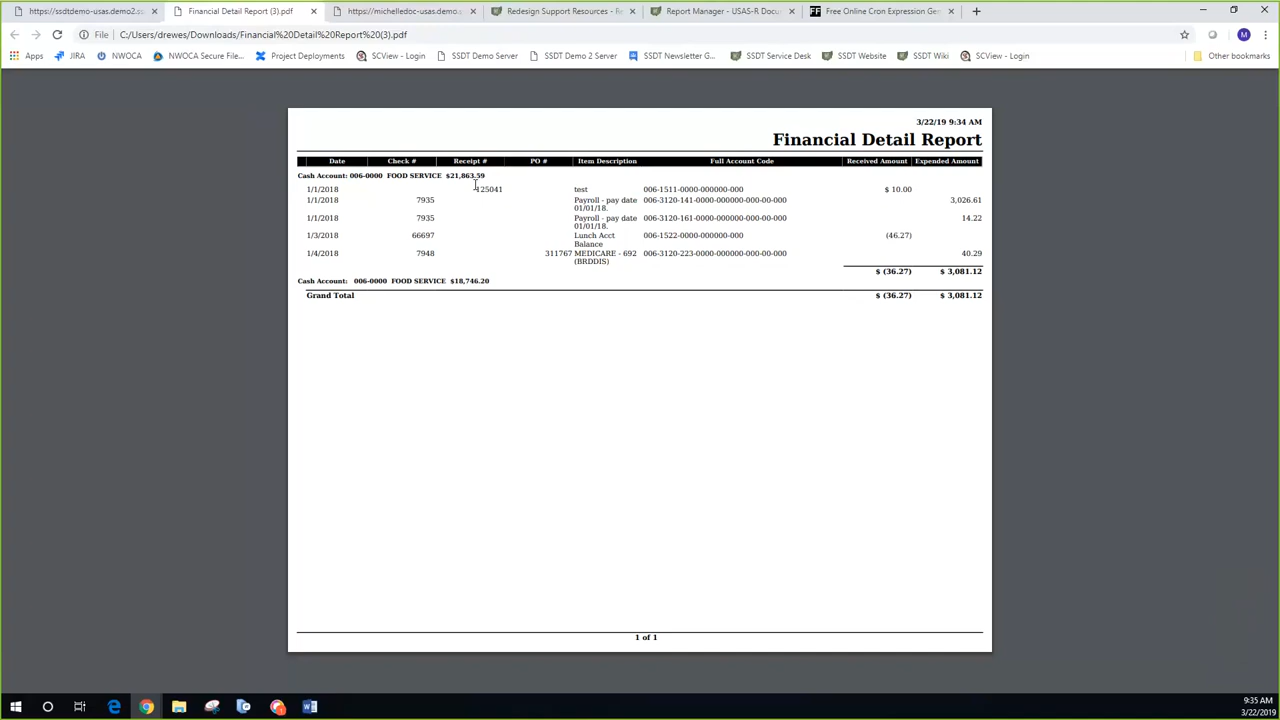 https://ssdtdemo-usas.demo2.ss
Financial Detail Report (3).pdf
https://michelledoc-usas.demo.
Redesign Support Resources - Re
Report Manager - USAS-R Docu
FF Free Online Cron Expression Gen
File C:/Users/drewes/Downloads/Financial%20Detail%20Report%20(3).pdf
M
Apps JIRA NWOCA NWOCA Secure File... Project Deployments SCView - Login SSDT Demo Server SSDT Demo 2 Server SSDT Newsletter G... SSDT Service Desk SSDT Website SSDT Wiki SCView - Login Other bookmarks
3/22/19 9:34 AM
Financial Detail Report
Date Check # Receipt # PO # Item Description Full Account Code Received Amount Expended Amount
Cash Account: 006-0000 FOOD SERVICE $21,863.59
1/1/2018 125041 test 006-1511-0000-000000-000 $ 10.00
1/1/2018 7935 Payroll - pay date 006-3120-141-0000-000000-000-00-000 3,026.61
01/01/18.
1/1/2018 7935 Payroll - pay date 006-3120-161-0000-000000-000-00-000 14.22
01/01/18.
1/3/2018 66697 Lunch Acct 006-1522-0000-000000-000 (46.27)
Balance
1/4/2018 7948 311767 MEDICARE - 692 006-3120-223-0000-000000-000-00-000 40.29
(BRDDIS)
$ (36.27) $ 3,081.12
Cash Account: 006-0000 FOOD SERVICE $18,746.20
Grand Total $ (36.27) $ 3,081.12
1 of 1
9:35 AM
3/22/2019